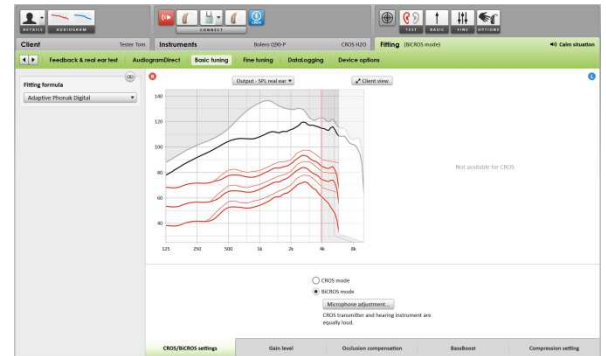 DETAILS AUDIOGRAM
CONNECT
TEST BASIC FINE OPTIONS
Client Tester Tom Instruments Bolero Q90-P CROS-H2O Fitting (BiCROS mode) Calm situation
Feedback & real ear test AudiogramDirect Basic tuning Fine tuning DataLogging Device options
Fitting formula
Adaptive Phonak Digital
Output - SPL real ear
Client view
140
120
100
80
60
40
125 250 500 1k 2k 4k 8k
Not available for CROS
CROS mode
BiCROS mode
Microphone adjustment...
CROS transmitter and hearing instrument are
equally loud.
CROS/BiCROS settings Gain level Occlusion compensation BassBoost Compression setting